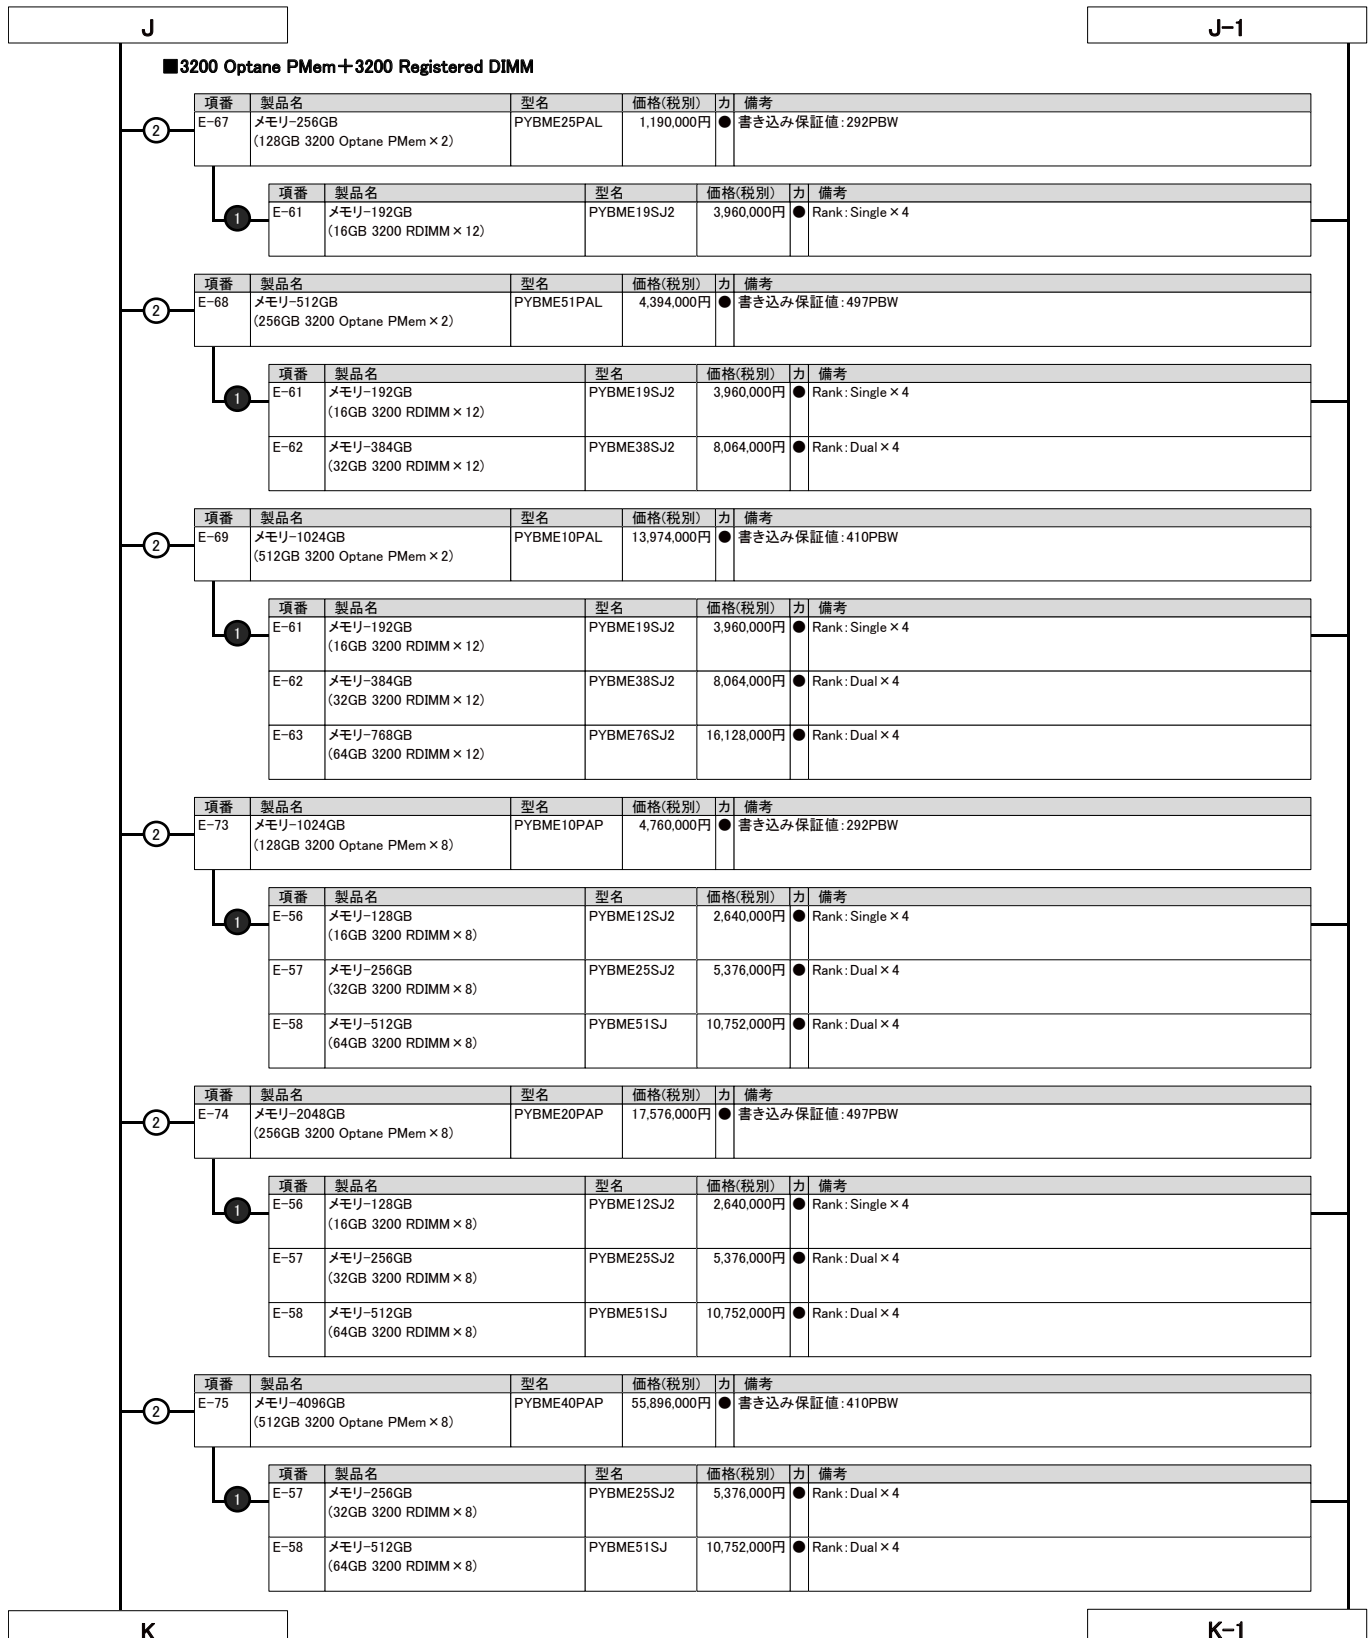 J
J-1
■3200 Optane PMem＋3200 Registered DIMM
項番 製品名 型名 価格(税別) カ 備考
2 E-67 メモリ-256GB PYBME25PAL 1,190,000円 ● 書き込み保証値:292PBW
(128GB 3200 Optane PMem×2)
項番 製品名 型名 価格(税別) カ 備考
1 E-61 メモリ-192GB PYBME19SJ2 3,960,000円 ● Rank:Single×4
(16GB 3200 RDIMM×12)
項番 製品名 型名 価格(税別) カ 備考
2 E-68 メモリ-512GB PYBME51PAL 4,394,000円 ● 書き込み保証値:497PBW
(256GB 3200 Optane PMem×2)
項番 製品名 型名 価格(税別) カ 備考
1 E-61 メモリ-192GB PYBME19SJ2 3,960,000円 ● Rank:Single×4
(16GB 3200 RDIMM×12)
E-62 メモリ-384GB PYBME38SJ2 8,064,000円 ● Rank:Dual×4
(32GB 3200 RDIMM×12)
項番 製品名 型名 価格(税別) カ 備考
2 E-69 メモリ-1024GB PYBME10PAL 13,974,000円 ● 書き込み保証値:410PBW
(512GB 3200 Optane PMem×2)
項番 製品名 型名 価格(税別) カ 備考
1 E-61 メモリ-192GB PYBME19SJ2 3,960,000円 ● Rank:Single×4
(16GB 3200 RDIMM×12)
E-62 メモリ-384GB PYBME38SJ2 8,064,000円 ● Rank:Dual×4
(32GB 3200 RDIMM×12)
E-63 メモリ-768GB PYBME76SJ2 16,128,000円 ● Rank:Dual×4
(64GB 3200 RDIMM×12)
項番 製品名 型名 価格(税別) カ 備考
2 E-73 メモリ-1024GB PYBME10PAP 4,760,000円 ● 書き込み保証値:292PBW
(128GB 3200 Optane PMem×8)
項番 製品名 型名 価格(税別) カ 備考
1 E-56 メモリ-128GB PYBME12SJ2 2,640,000円 ● Rank:Single×4
(16GB 3200 RDIMM×8)
E-57 メモリ-256GB PYBME25SJ2 5,376,000円 ● Rank:Dual×4
(32GB 3200 RDIMM×8)
E-58 メモリ-512GB PYBME51SJ 10,752,000円 ● Rank:Dual×4
(64GB 3200 RDIMM×8)
項番 製品名 型名 価格(税別) カ 備考
2 E-74 メモリ-2048GB PYBME20PAP 17,576,000円 ● 書き込み保証値:497PBW
(256GB 3200 Optane PMem×8)
項番 製品名 型名 価格(税別) カ 備考
1 E-56 メモリ-128GB PYBME12SJ2 2,640,000円 ● Rank:Single×4
(16GB 3200 RDIMM×8)
E-57 メモリ-256GB PYBME25SJ2 5,376,000円 ● Rank:Dual×4
(32GB 3200 RDIMM×8)
E-58 メモリ-512GB PYBME51SJ 10,752,000円 ● Rank:Dual×4
(64GB 3200 RDIMM×8)
項番 製品名 型名 価格(税別) カ 備考
2 E-75 メモリ-4096GB PYBME40PAP 55,896,000円 ● 書き込み保証値:410PBW
(512GB 3200 Optane PMem×8)
項番 製品名 型名 価格(税別) カ 備考
1 E-57 メモリ-256GB PYBME25SJ2 5,376,000円 ● Rank:Dual×4
(32GB 3200 RDIMM×8)
E-58 メモリ-512GB PYBME51SJ 10,752,000円 ● Rank:Dual×4
(64GB 3200 RDIMM×8)
K
K-1